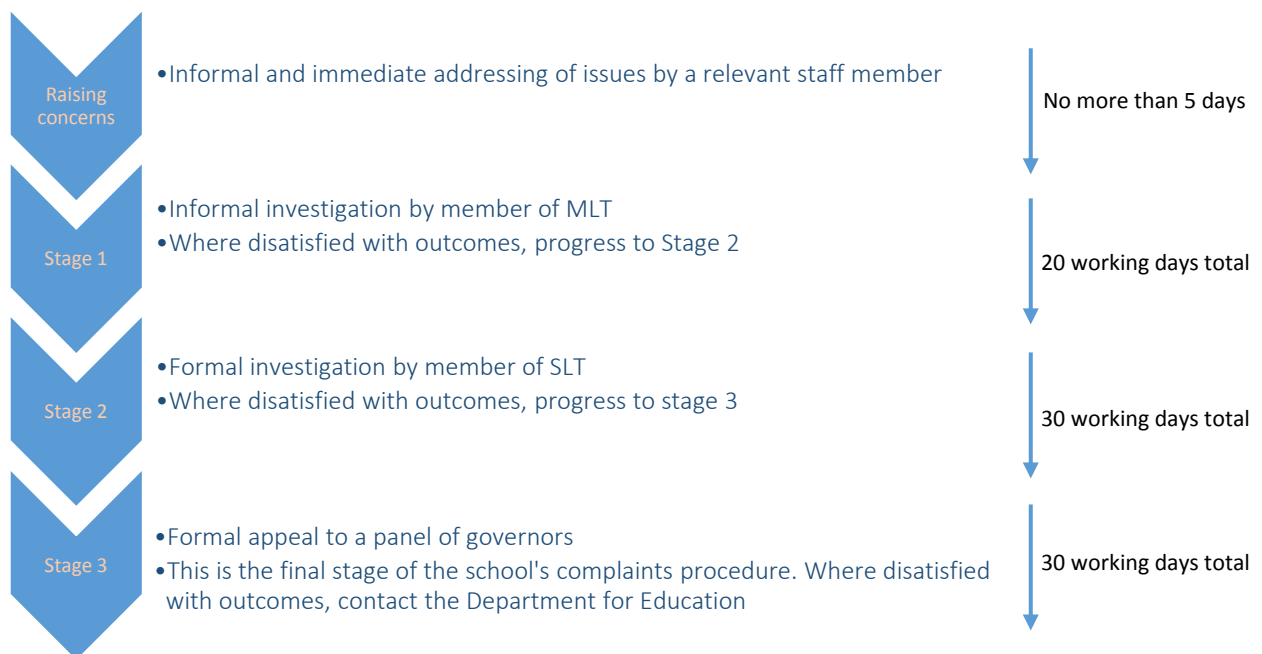 Raising
concerns
•Informal and immediate addressing of issues by a relevant staff member
No more than 5 days
Stage 1
•Informal investigation by member of MLT
•Where disatisfied with outcomes, progress to Stage 2
20 working days total
Stage 2
•Formal investigation by member of SLT
•Where disatisfied with outcomes, progress to stage 3
30 working days total
Stage 3
•Formal appeal to a panel of governors
•This is the final stage of the school's complaints procedure. Where disatisfied
with outcomes, contact the Department for Education
30 working days total